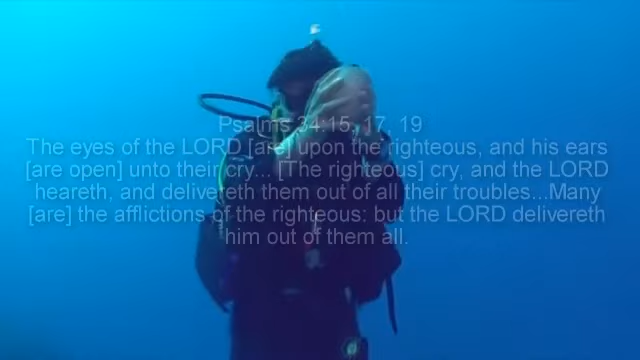 Psalms 34:15, 17, 19
The eyes of the LORD [are] upon the righteous, and his ears
[are open] unto their cry... [The righteous] cry, and the LORD
heareth, and delivereth them out of all their troubles...Many
[are] the afflictions of the righteous: but the LORD delivereth
him out of them all.